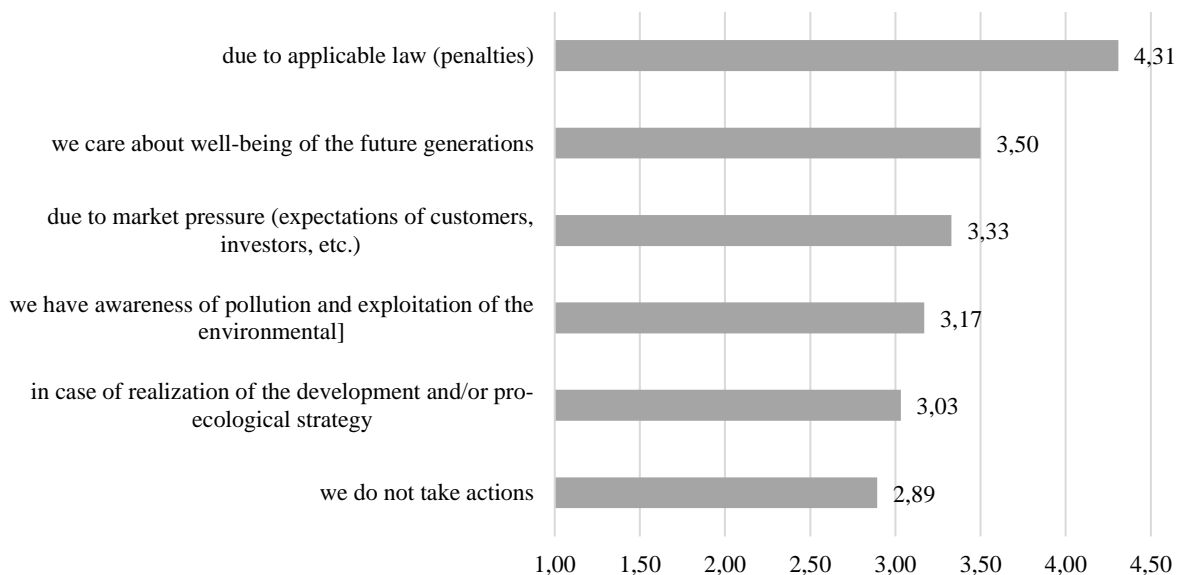 due to applicable law (penalties)
4,31
we care about well-being of the future generations
3,50
due to market pressure (expectations of customers,
investors, etc.)
3,33
we have awareness of pollution and exploitation of the
environmental]
3,17
in case of realization of the development and/or pro-
ecological strategy
3,03
we do not take actions
2,89
1,00 1,50 2,00 2,50 3,00 3,50 4,00 4,50